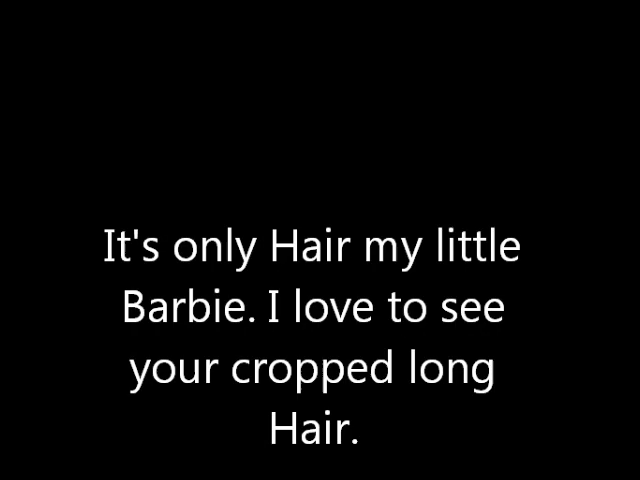 It's only Hair my little
Barbie. I love to see
your cropped long
Hair.